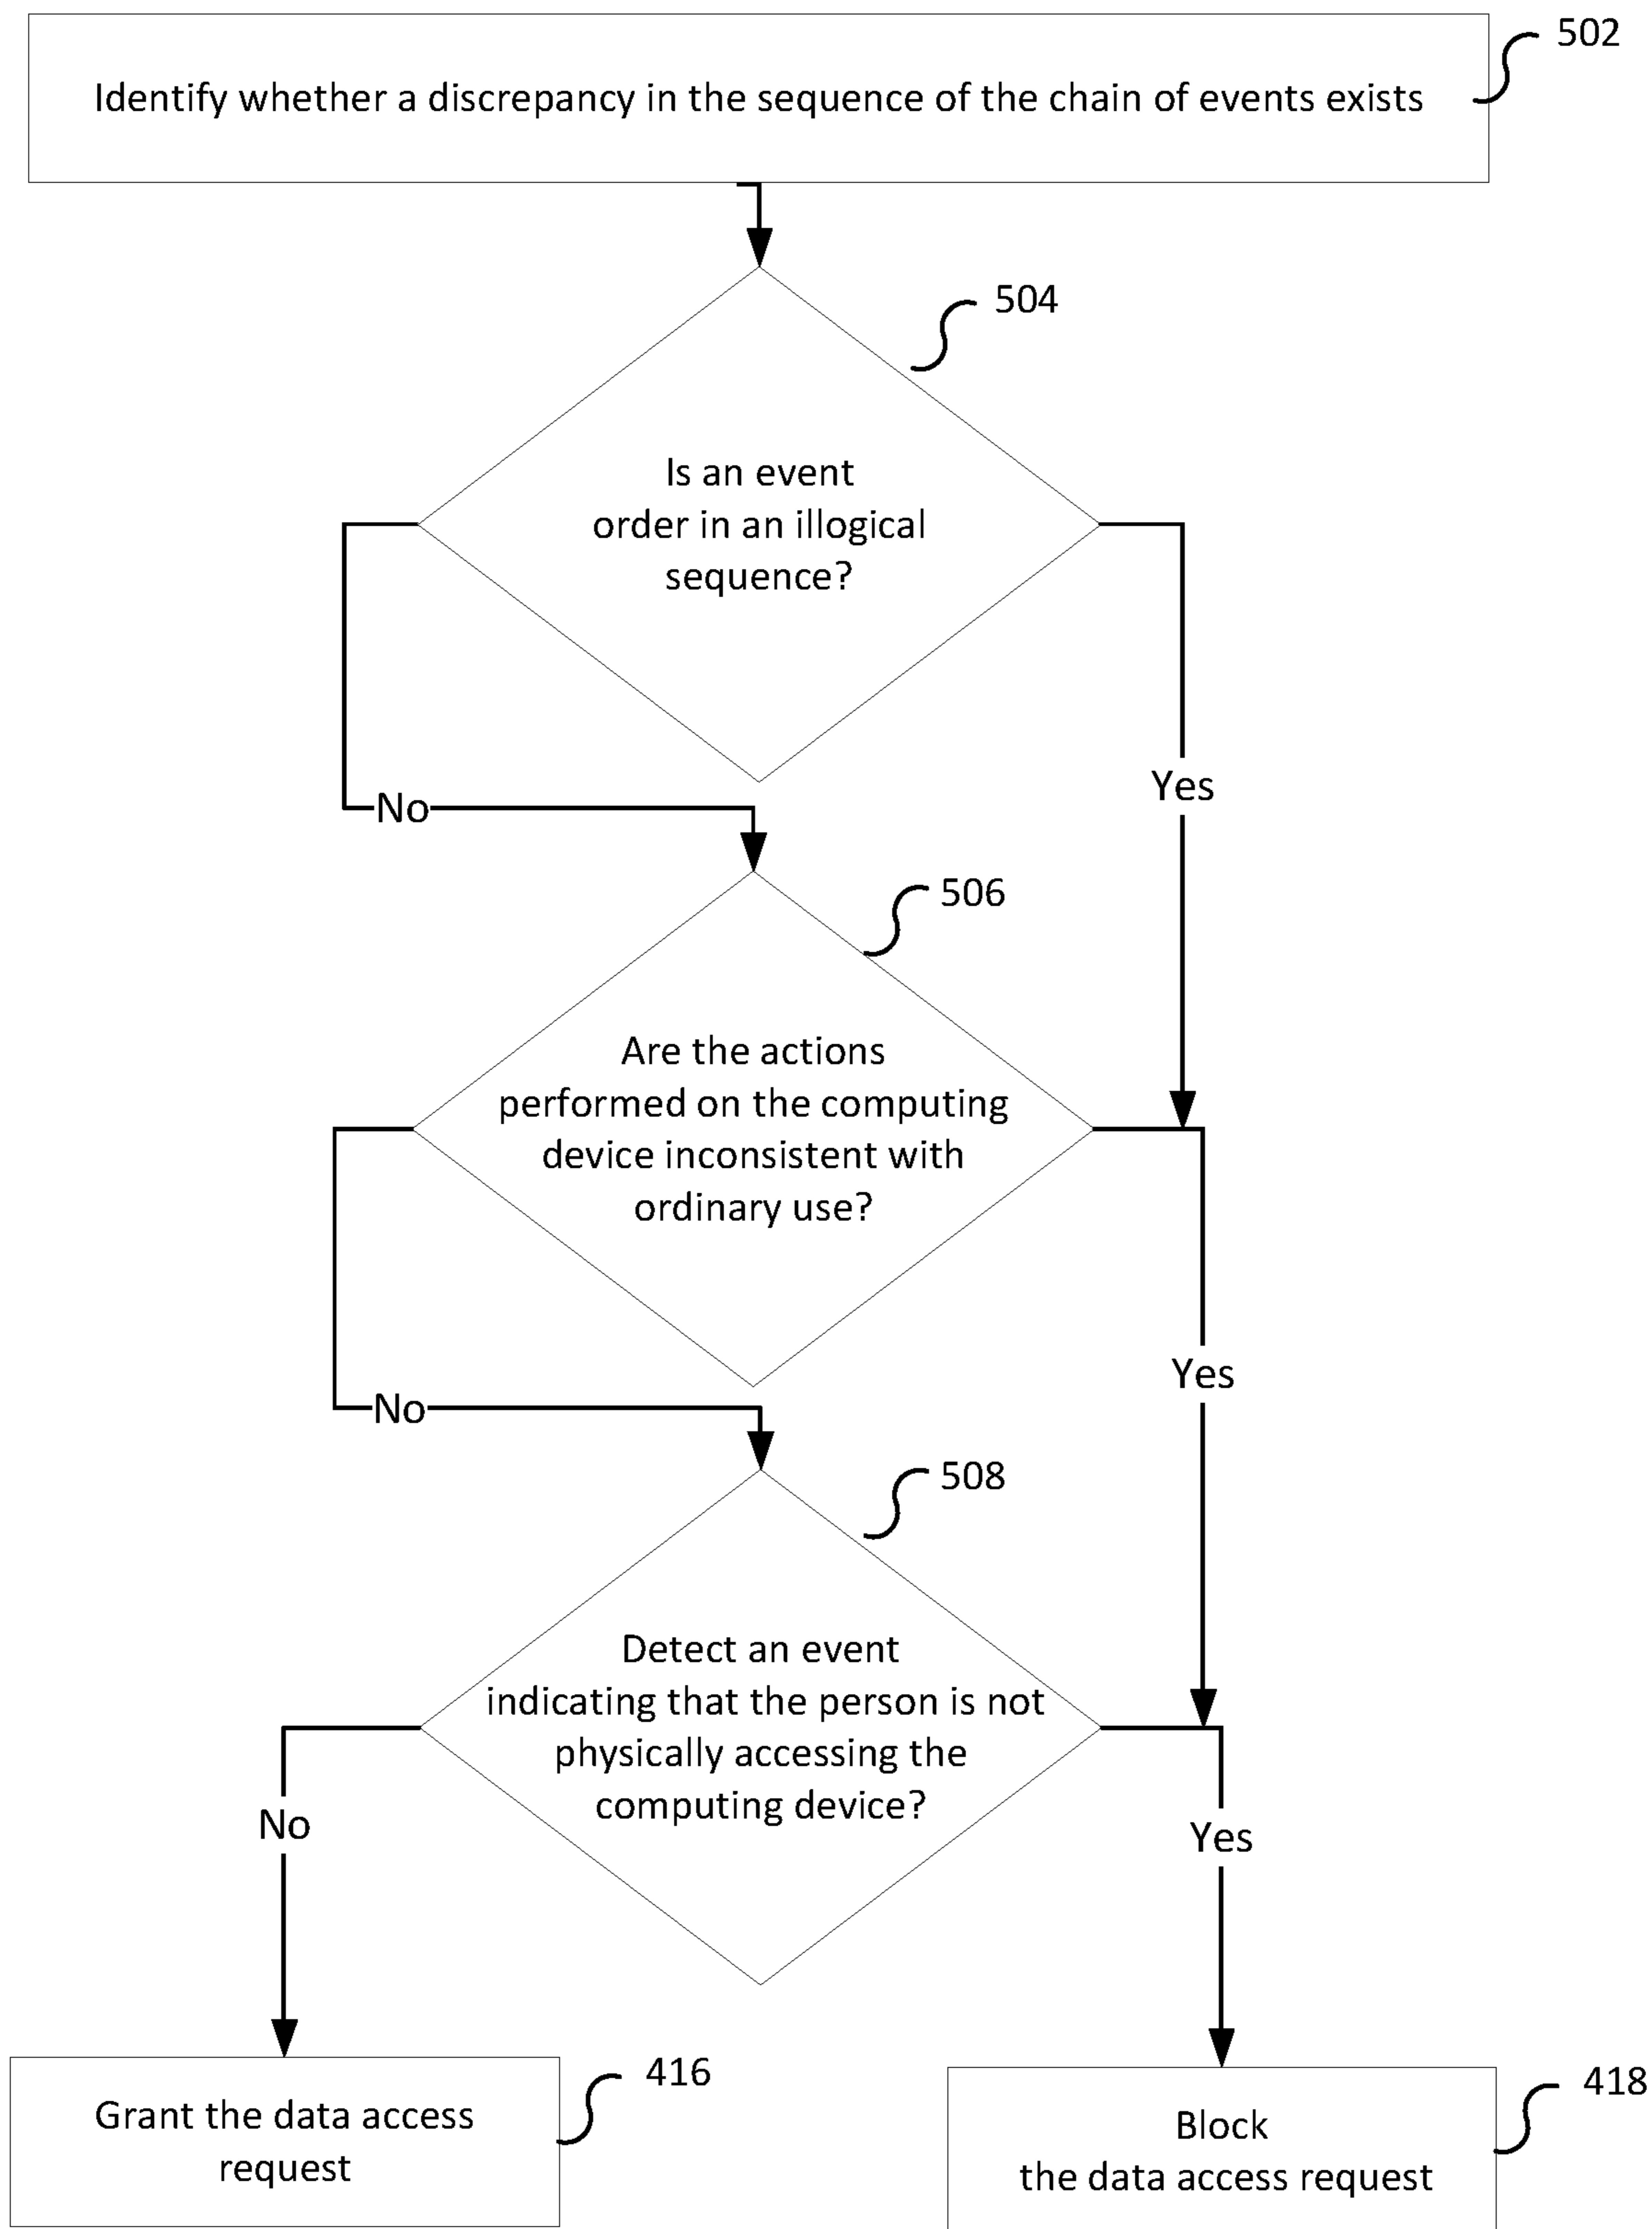 502
Identify whether a discrepancy in the sequence of the chain of events exists
504
Is an event
order in an illogical
sequence?
Yes
No
506
Are the actions
performed on the computing
device inconsistent with
ordinary use?
Yes
No
508
Detect an event
indicating that the person is not
physically accessing the
computing device?
No
Yes
416
Grant the data access
request
418
Block
the data access request